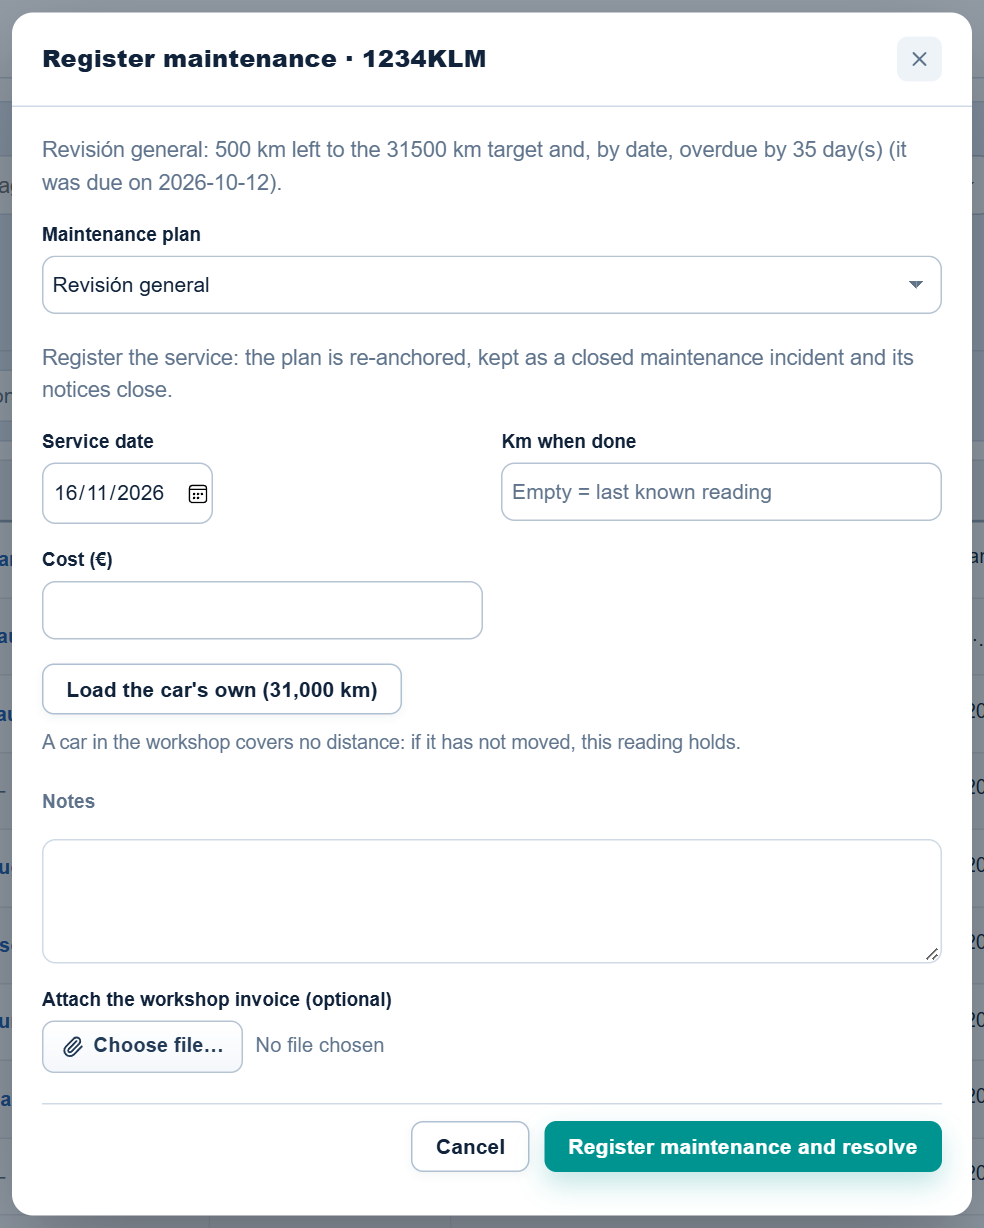 Register maintenance · 1234KLM
Revisión general: 500 km left to the 31500 km target and, by date, overdue by 35 day(s) (it
was due on 2026-10-12).
Maintenance plan
Revisión general
Register the service: the plan is re-anchored, kept as a closed maintenance incident and its
notices close.
Service date
Km when done
16/11/2026
Empty = last known reading
Cost (€)
Load the car's own (31,000 km)
A car in the workshop covers no distance: if it has not moved, this reading holds.
Notes
Attach the workshop invoice (optional)
Choose file...
No file chosen
Cancel
Register maintenance and resolve